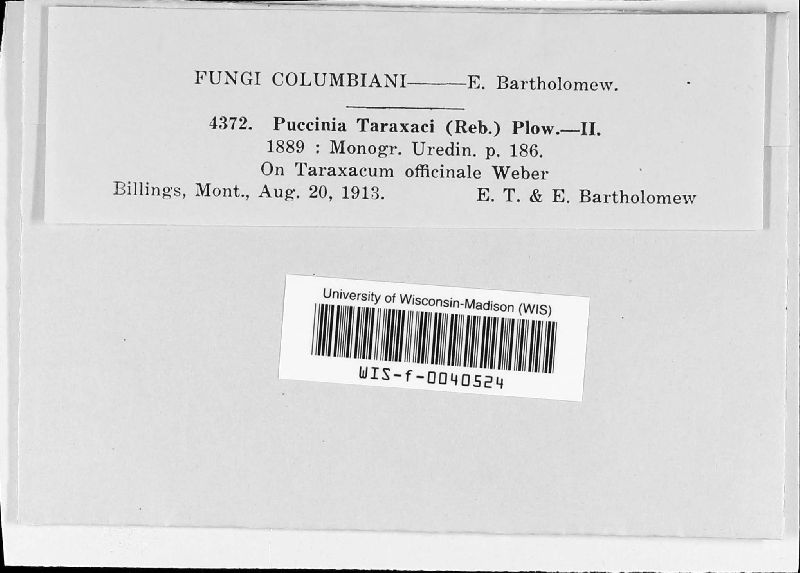 FUNGI COLUMBIANI——E. Bartholomew.
4372. Puccinia Taraxaci (Reb.) Plow.—II.
1889 : Monogr. Uredin. p. 186.
On Taraxacum officinale Weber
Billings, Mont., Aug. 20, 1913. E. T. & E. Bartholomew
University of Wisconsin-Madison (WIS)
WIS-f-0040524